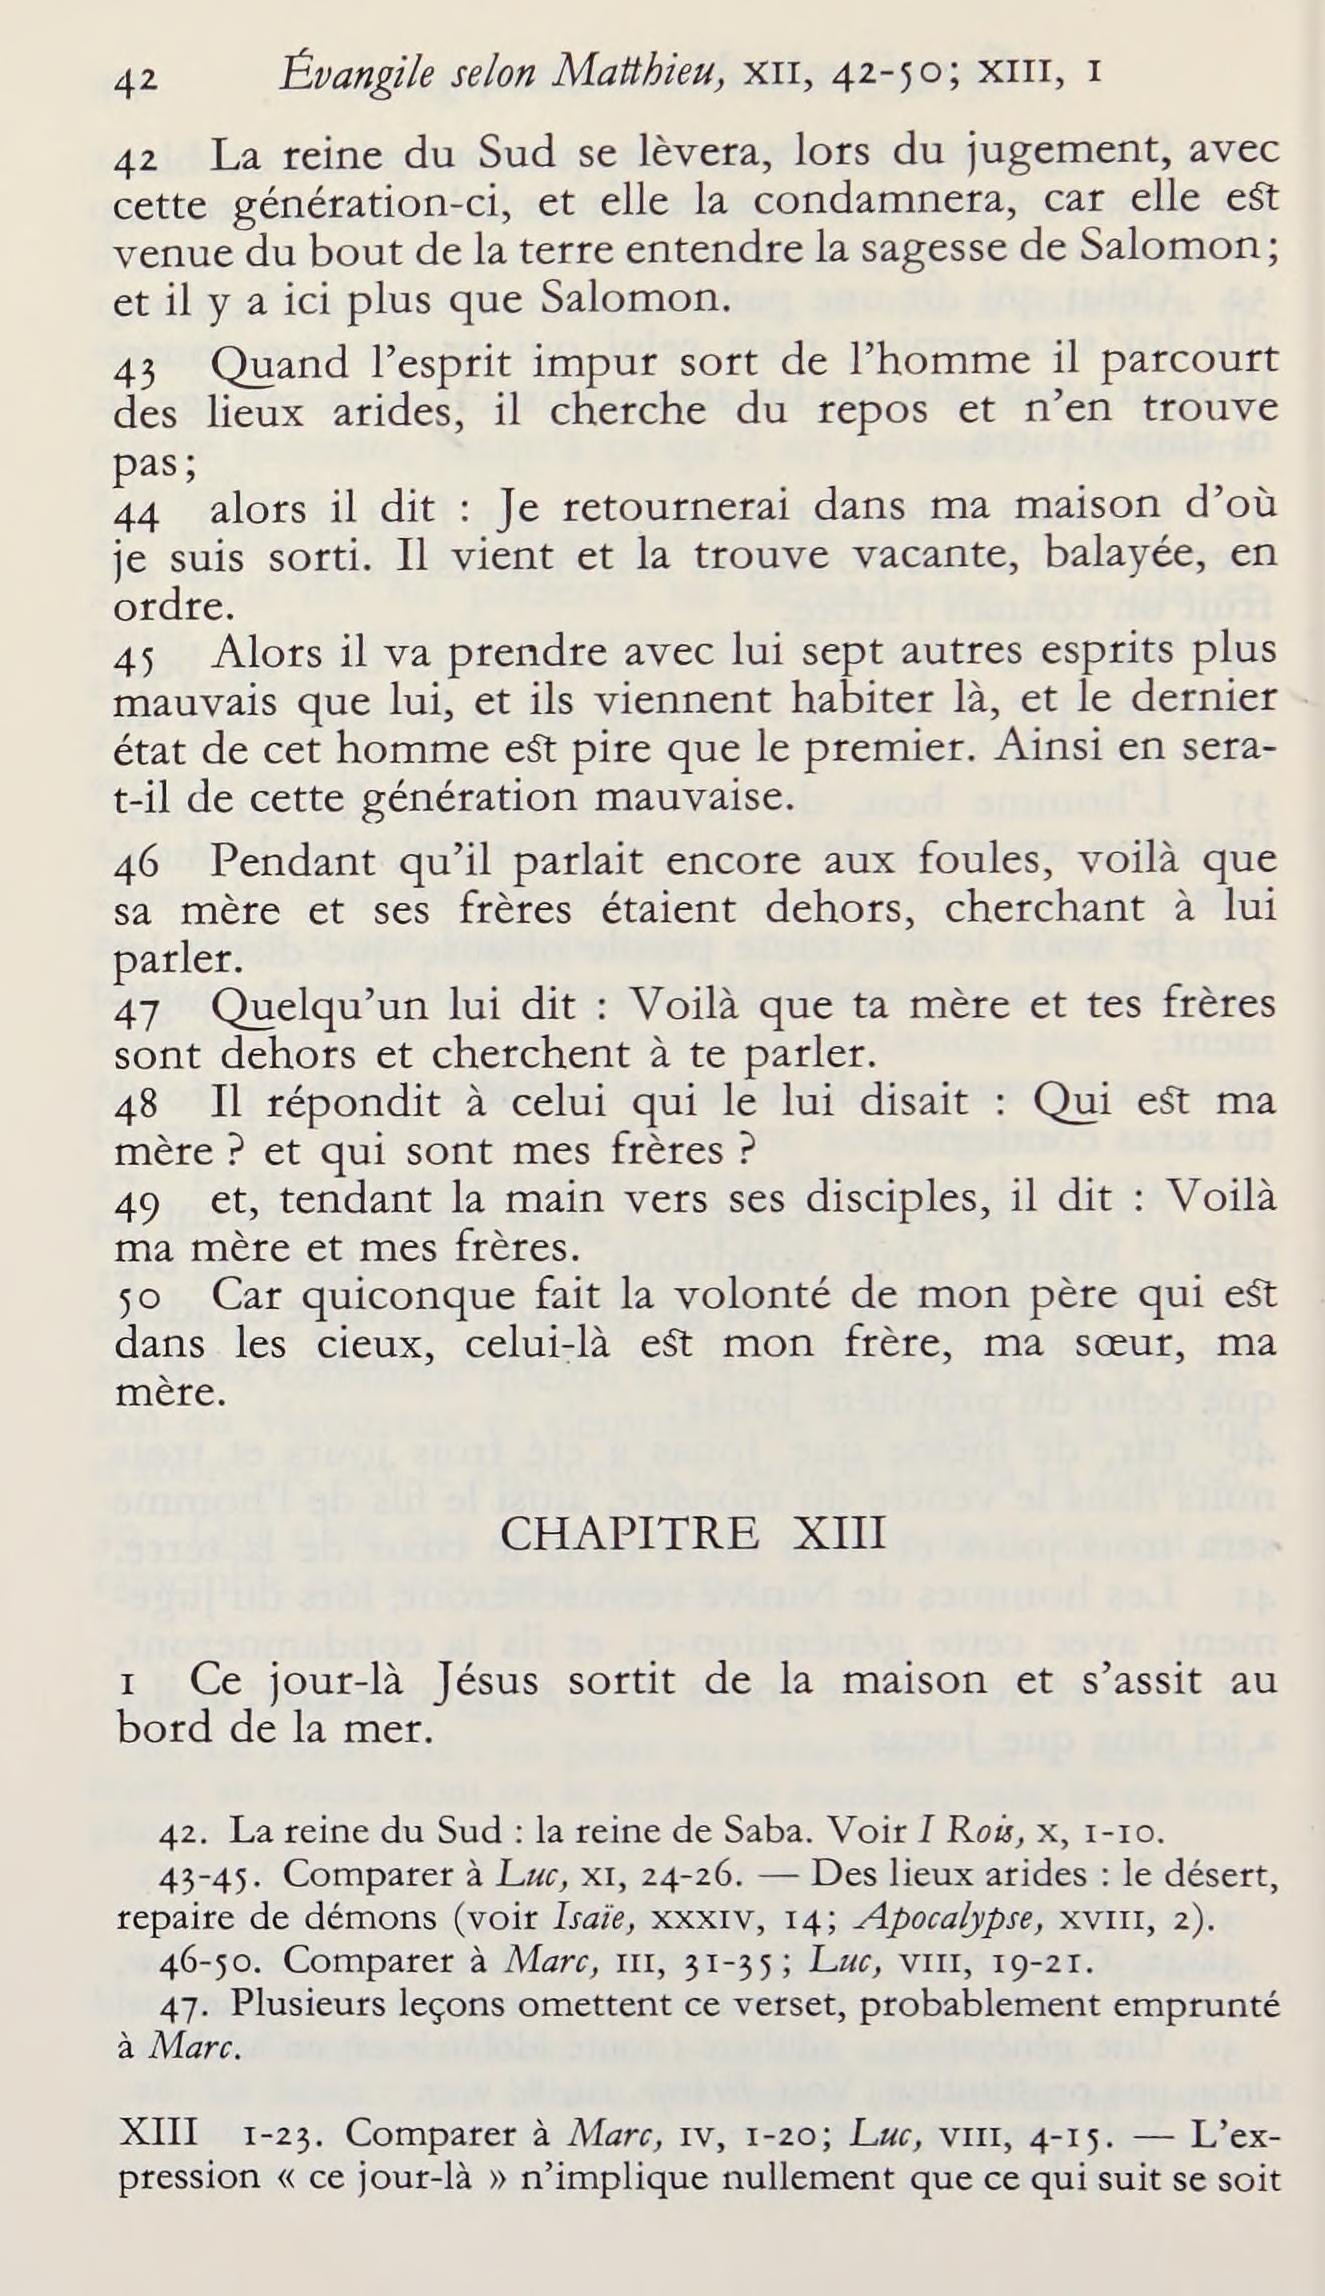 42 Évangile selon Matthieu, XII, 42-50; XIII, 1
42 La reine du Sud se lèvera, lors du jugement, avec
cette génération-ci, et elle la condamnera, car elle est
venue du bout de la terre entendre la sagesse de Salomon;
et il y a ici plus que Salomon.
43 Quand l’esprit impur sort de l’homme il parcourt
des lieux arides, il cherche du repos et n’en trouve
pas;
44 alors il dit : Je retournerai dans ma maison d’où
je suis sorti. Il vient et la trouve vacante, balayée, en
ordre.
45 Alors il va prendre avec lui sept autres esprits plus
mauvais que lui, et ils viennent habiter là, et le dernier
état de cet homme est pire que le premier. Ainsi en sera-
t-il de cette génération mauvaise.
46 Pendant qu’il parlait encore aux foules, voilà que
sa mère et ses frères étaient dehors, cherchant à lui
parler.
47 Quelqu’un lui dit : Voilà que ta mère et tes frères
sont dehors et cherchent à te parler.
48 Il répondit à celui qui le lui disait : Qui est ma
mère ? et qui sont mes frères ?
49 et, tendant la main vers ses disciples, il dit : Voilà
ma mère et mes frères.
50 Car quiconque fait la volonté de mon père qui est
dans les cieux, celui-là est mon frère, ma sœur, ma
mère.
CHAPITRE XIII
1 Ce jour-là Jésus sortit de la maison et s’assit au
bord de la mer.
42. La reine du Sud : la reine de Saba. Voir I Rois, X, 1-10.
43-45. Comparer à Luc, XI, 24-26. — Des lieux arides : le désert,
repaire de démons (voir Isaïe, XXXIV, 14; Apocalypse, XVIII, 2).
46-50. Comparer à Marc, III, 31-35; Luc, VIII, 19-21.
47. Plusieurs leçons omettent ce verset, probablement emprunté
à Marc.
XIII 1-23. Comparer à Marc, IV, 1-20; Luc, VIII, 4-15. — L’ex-
pression « ce jour-là » n’implique nullement que ce qui suit se soit